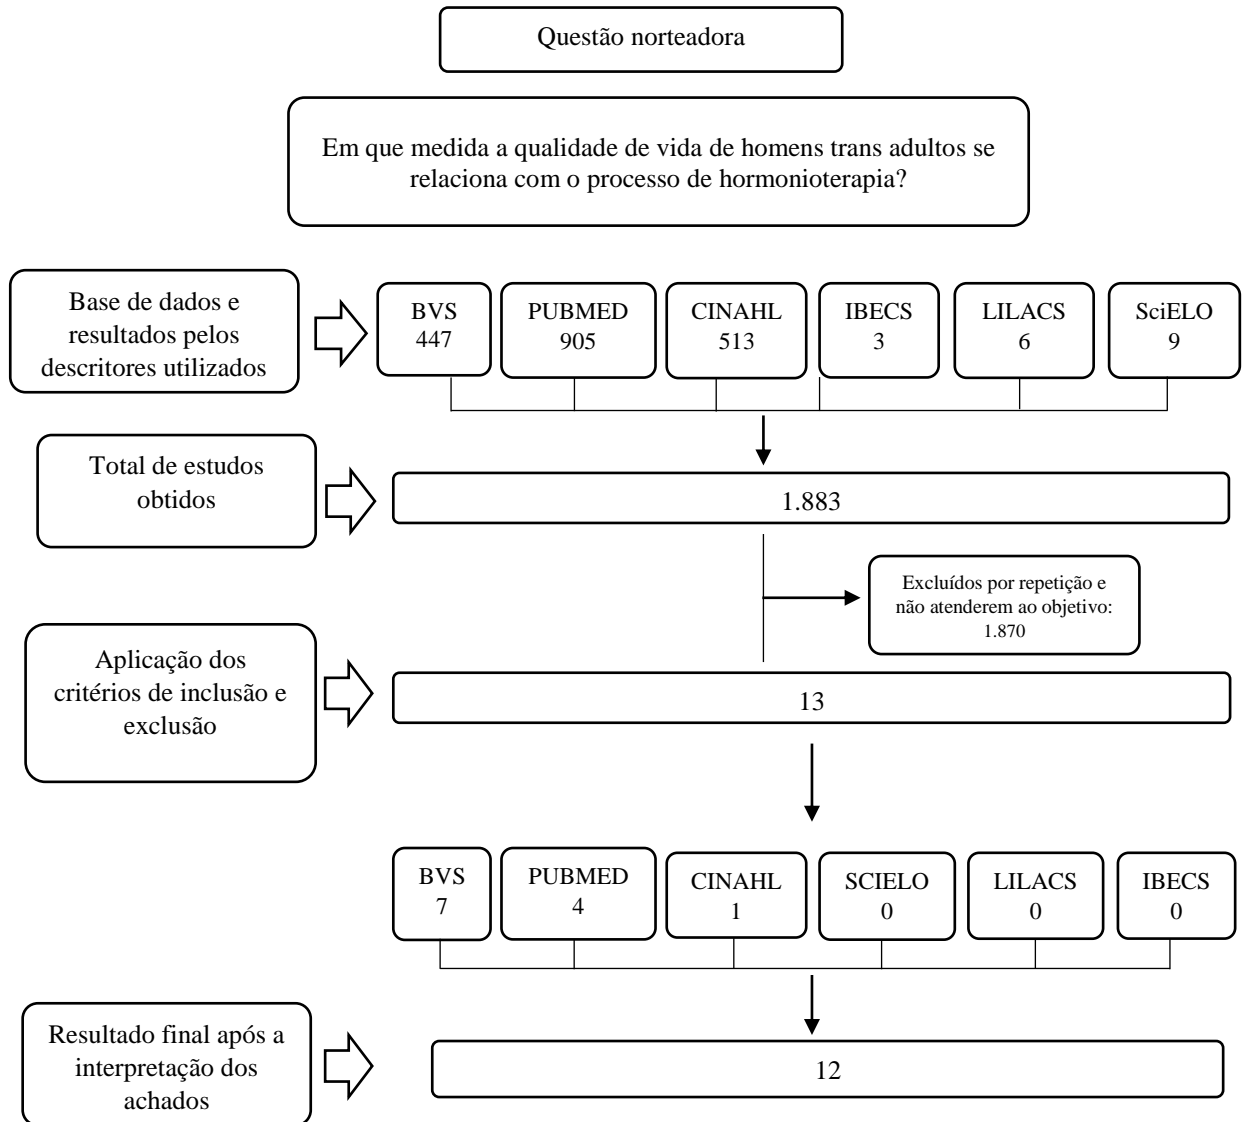 Questão norteadora
Em que medida a qualidade de vida de homens trans adultos se
relaciona com o processo de hormonioterapia?
Base de dados e
resultados pelos
descritores utilizados
BVS
447
PUBMED
905
CINAHL
513
IBECS
3
LILACS
6
SciELO
9
Total de estudos
obtidos
1.883
Excluídos por repetição e
não atenderem ao objetivo:
1.870
Aplicação dos
critérios de inclusão e
exclusão
13
BVS
7
PUBMED
4
CINAHL
1
SCIELO
0
LILACS
0
IBECS
0
Resultado final após a
interpretação dos
achados
12